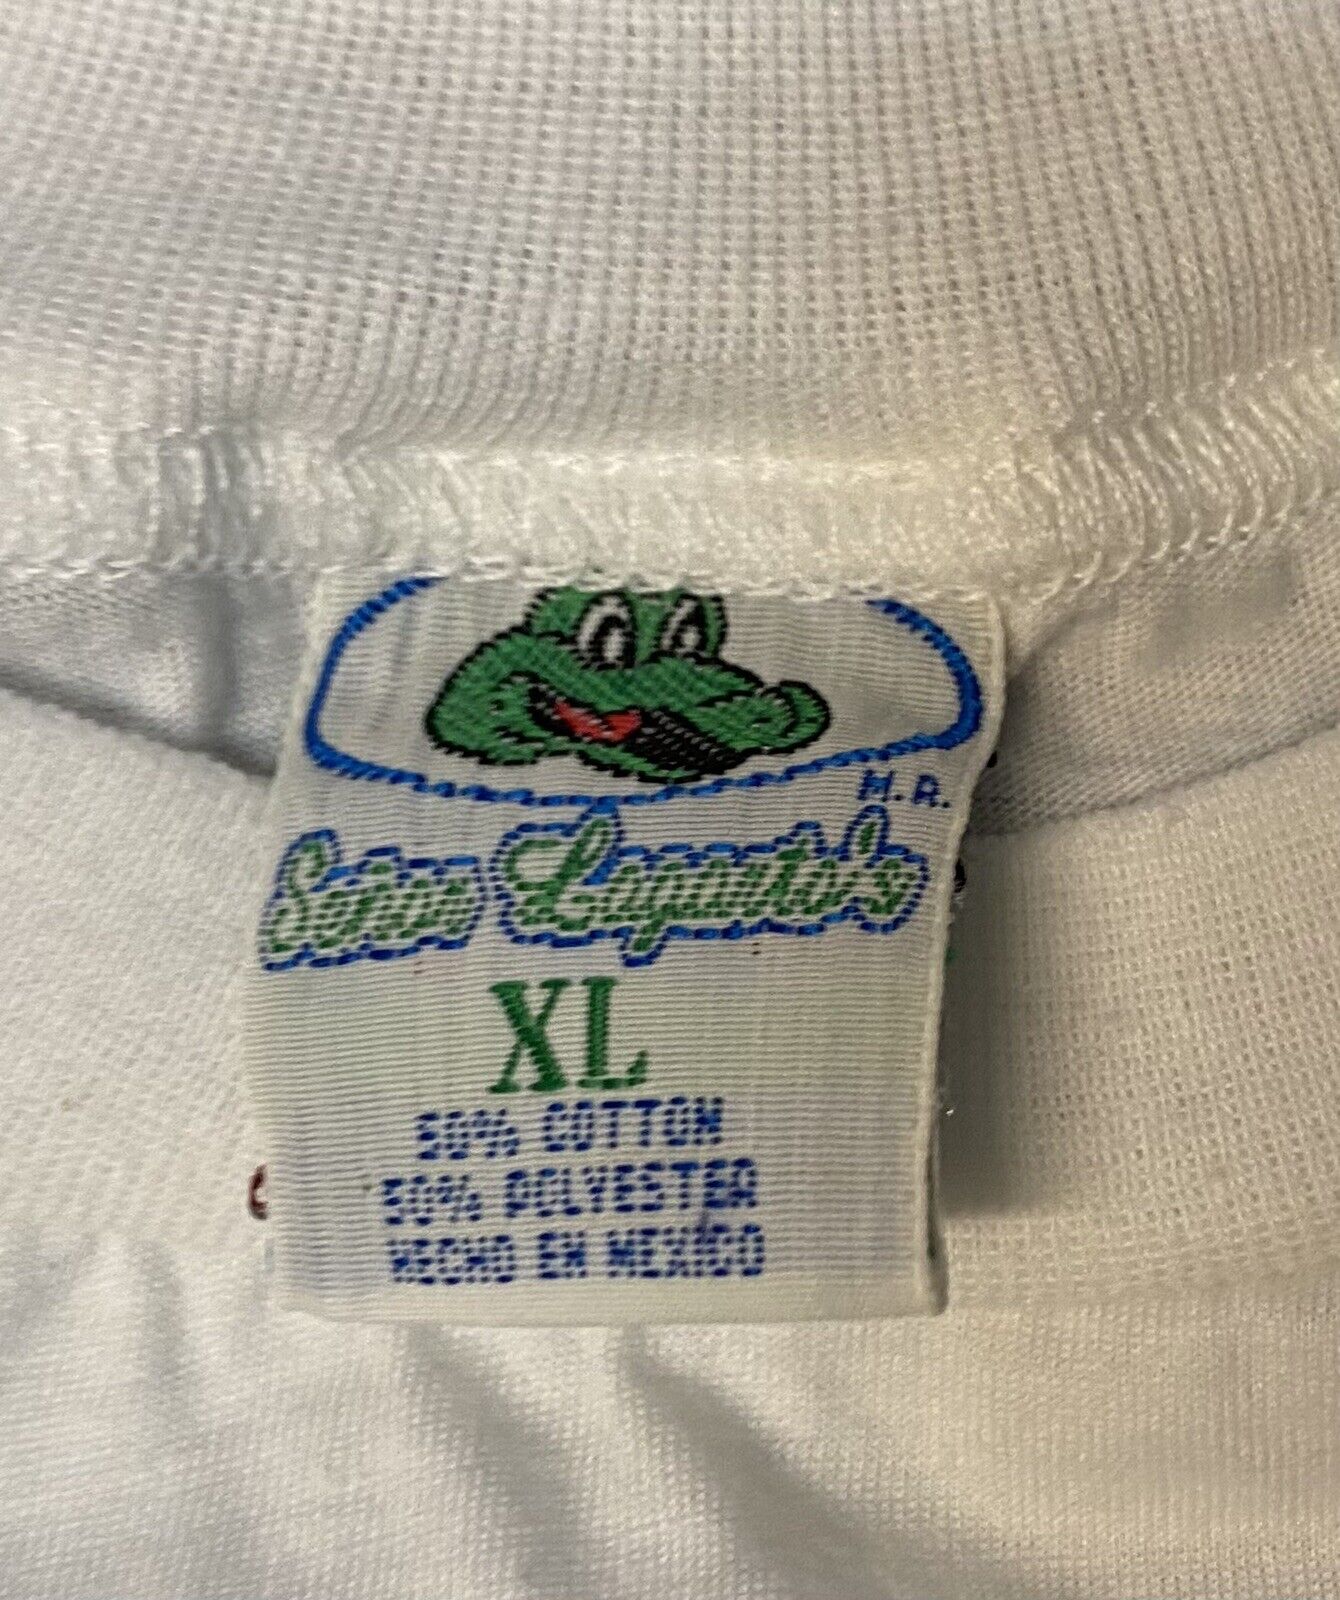 M.R.
Señor Lagarto's
XL
50% COTTON
50% POLYESTER
HECHO EN MEXICO